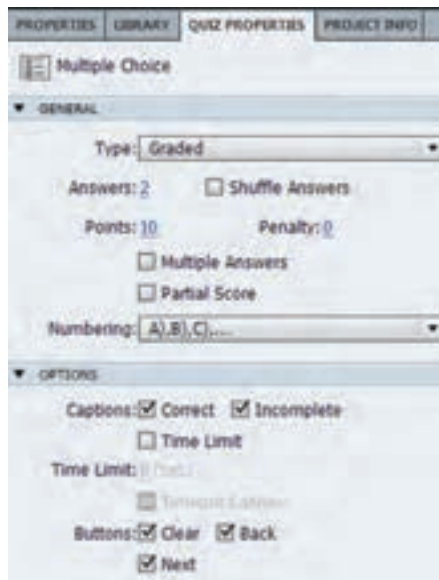 PROPERTIES LIBRARY QUIZ PROPERTIES PROJECT INFO
Multiple Choice
GENERAL
Type: Graded
Answers: 2 Shuffle Answers
Points: 10 Penalty: 0
Multiple Answers
Partial Score
Numbering: A),B),C),....
OPTIONS
Captions: Correct Incomplete
Time Limit
Time Limit:
Buttons: Clear Back
Next